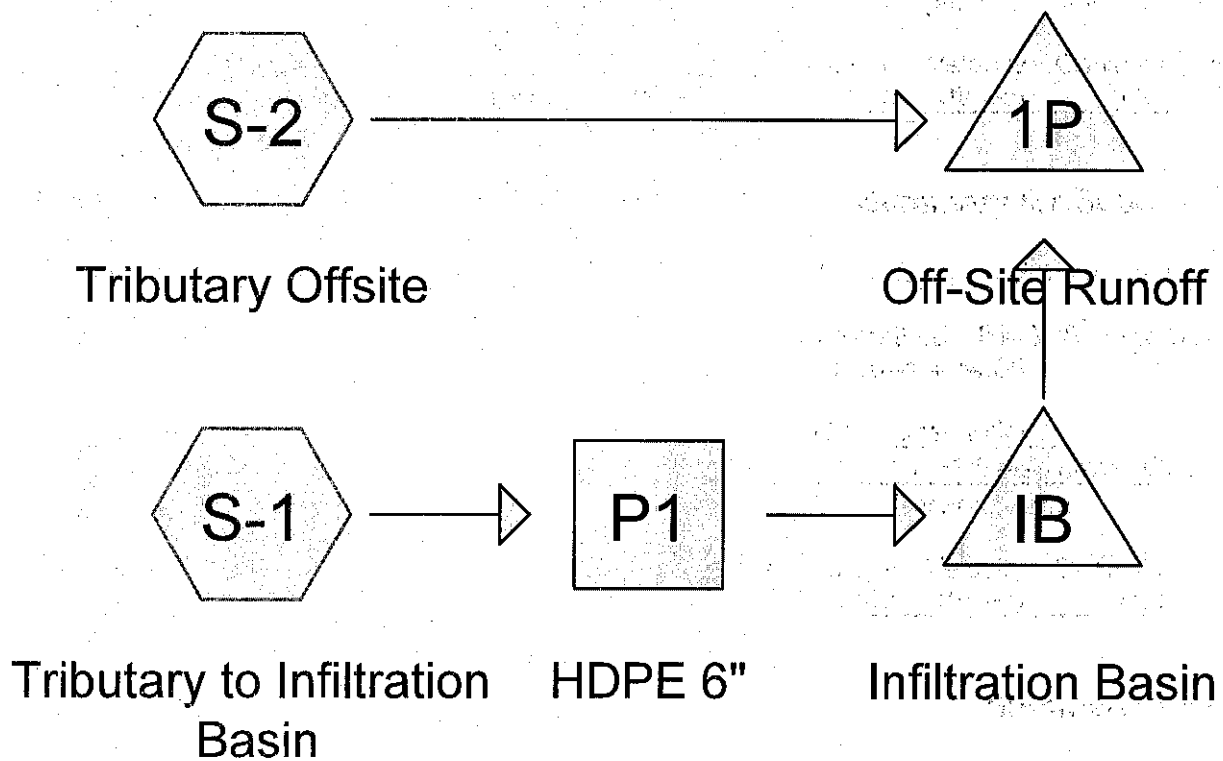 S-2
1P
Tributary Offsite
Off-Site Runoff
S-1
P1
IB
Tributary to Infiltration
Basin
HDPE 6"
Infiltration Basin